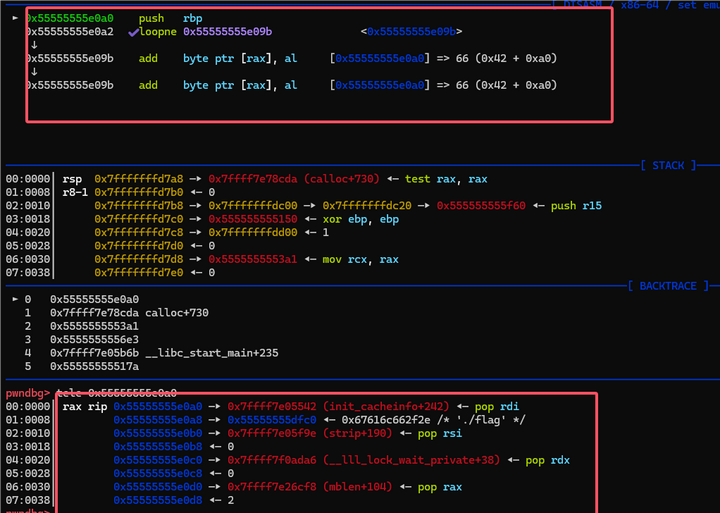 [ DISASM / x86-64 / set emu
► 0x55555555e0a0 push rbp
0x55555555e0a2 ✔loopne 0x55555555e09b <0x55555555e09b>
↓
0x55555555e09b add byte ptr [rax], al [0x55555555e0a0] => 66 (0x42 + 0xa0)
↓
0x55555555e09b add byte ptr [rax], al [0x55555555e0a0] => 66 (0x42 + 0xa0)
[ STACK ]
00:0000│ rsp 0x7fffffffd7a8 —▸ 0x7ffff7e78cda (calloc+730) ◂— test rax, rax
01:0008│ r8-1 0x7fffffffd7b0 ◂— 0
02:0010│ 0x7fffffffd7b8 —▸ 0x7fffffffdc00 —▸ 0x7fffffffdc20 —▸ 0x555555555f60 ◂— push r15
03:0018│ 0x7fffffffd7c0 —▸ 0x555555555150 ◂— xor ebp, ebp
04:0020│ 0x7fffffffd7c8 —▸ 0x7fffffffdd00 ◂— 1
05:0028│ 0x7fffffffd7d0 ◂— 0
06:0030│ 0x7fffffffd7d8 —▸ 0x5555555553a1 ◂— mov rcx, rax
07:0038│ 0x7fffffffd7e0 ◂— 0
[ BACKTRACE ]
► 0 0x55555555e0a0
1 0x7ffff7e78cda calloc+730
2 0x5555555553a1
3 0x5555555556e3
4 0x7ffff7e05b6b __libc_start_main+235
5 0x55555555517a
pwndbg> tele 0x55555555e0a0
00:0000│ rax rip 0x55555555e0a0 —▸ 0x7ffff7e05542 (init_cacheinfo+242) ◂— pop rdi
01:0008│ 0x55555555e0a8 —▸ 0x55555555dfc0 ◂— 0x67616c662f2e /* './flag' */
02:0010│ 0x55555555e0b0 —▸ 0x7ffff7e05f9e (strip+190) ◂— pop rsi
03:0018│ 0x55555555e0b8 ◂— 0
04:0020│ 0x55555555e0c0 —▸ 0x7ffff7f0ada6 (__lll_lock_wait_private+38) ◂— pop rdx
05:0028│ 0x55555555e0c8 ◂— 0
06:0030│ 0x55555555e0d0 —▸ 0x7ffff7e26cf8 (mblen+104) ◂— pop rax
07:0038│ 0x55555555e0d8 ◂— 2